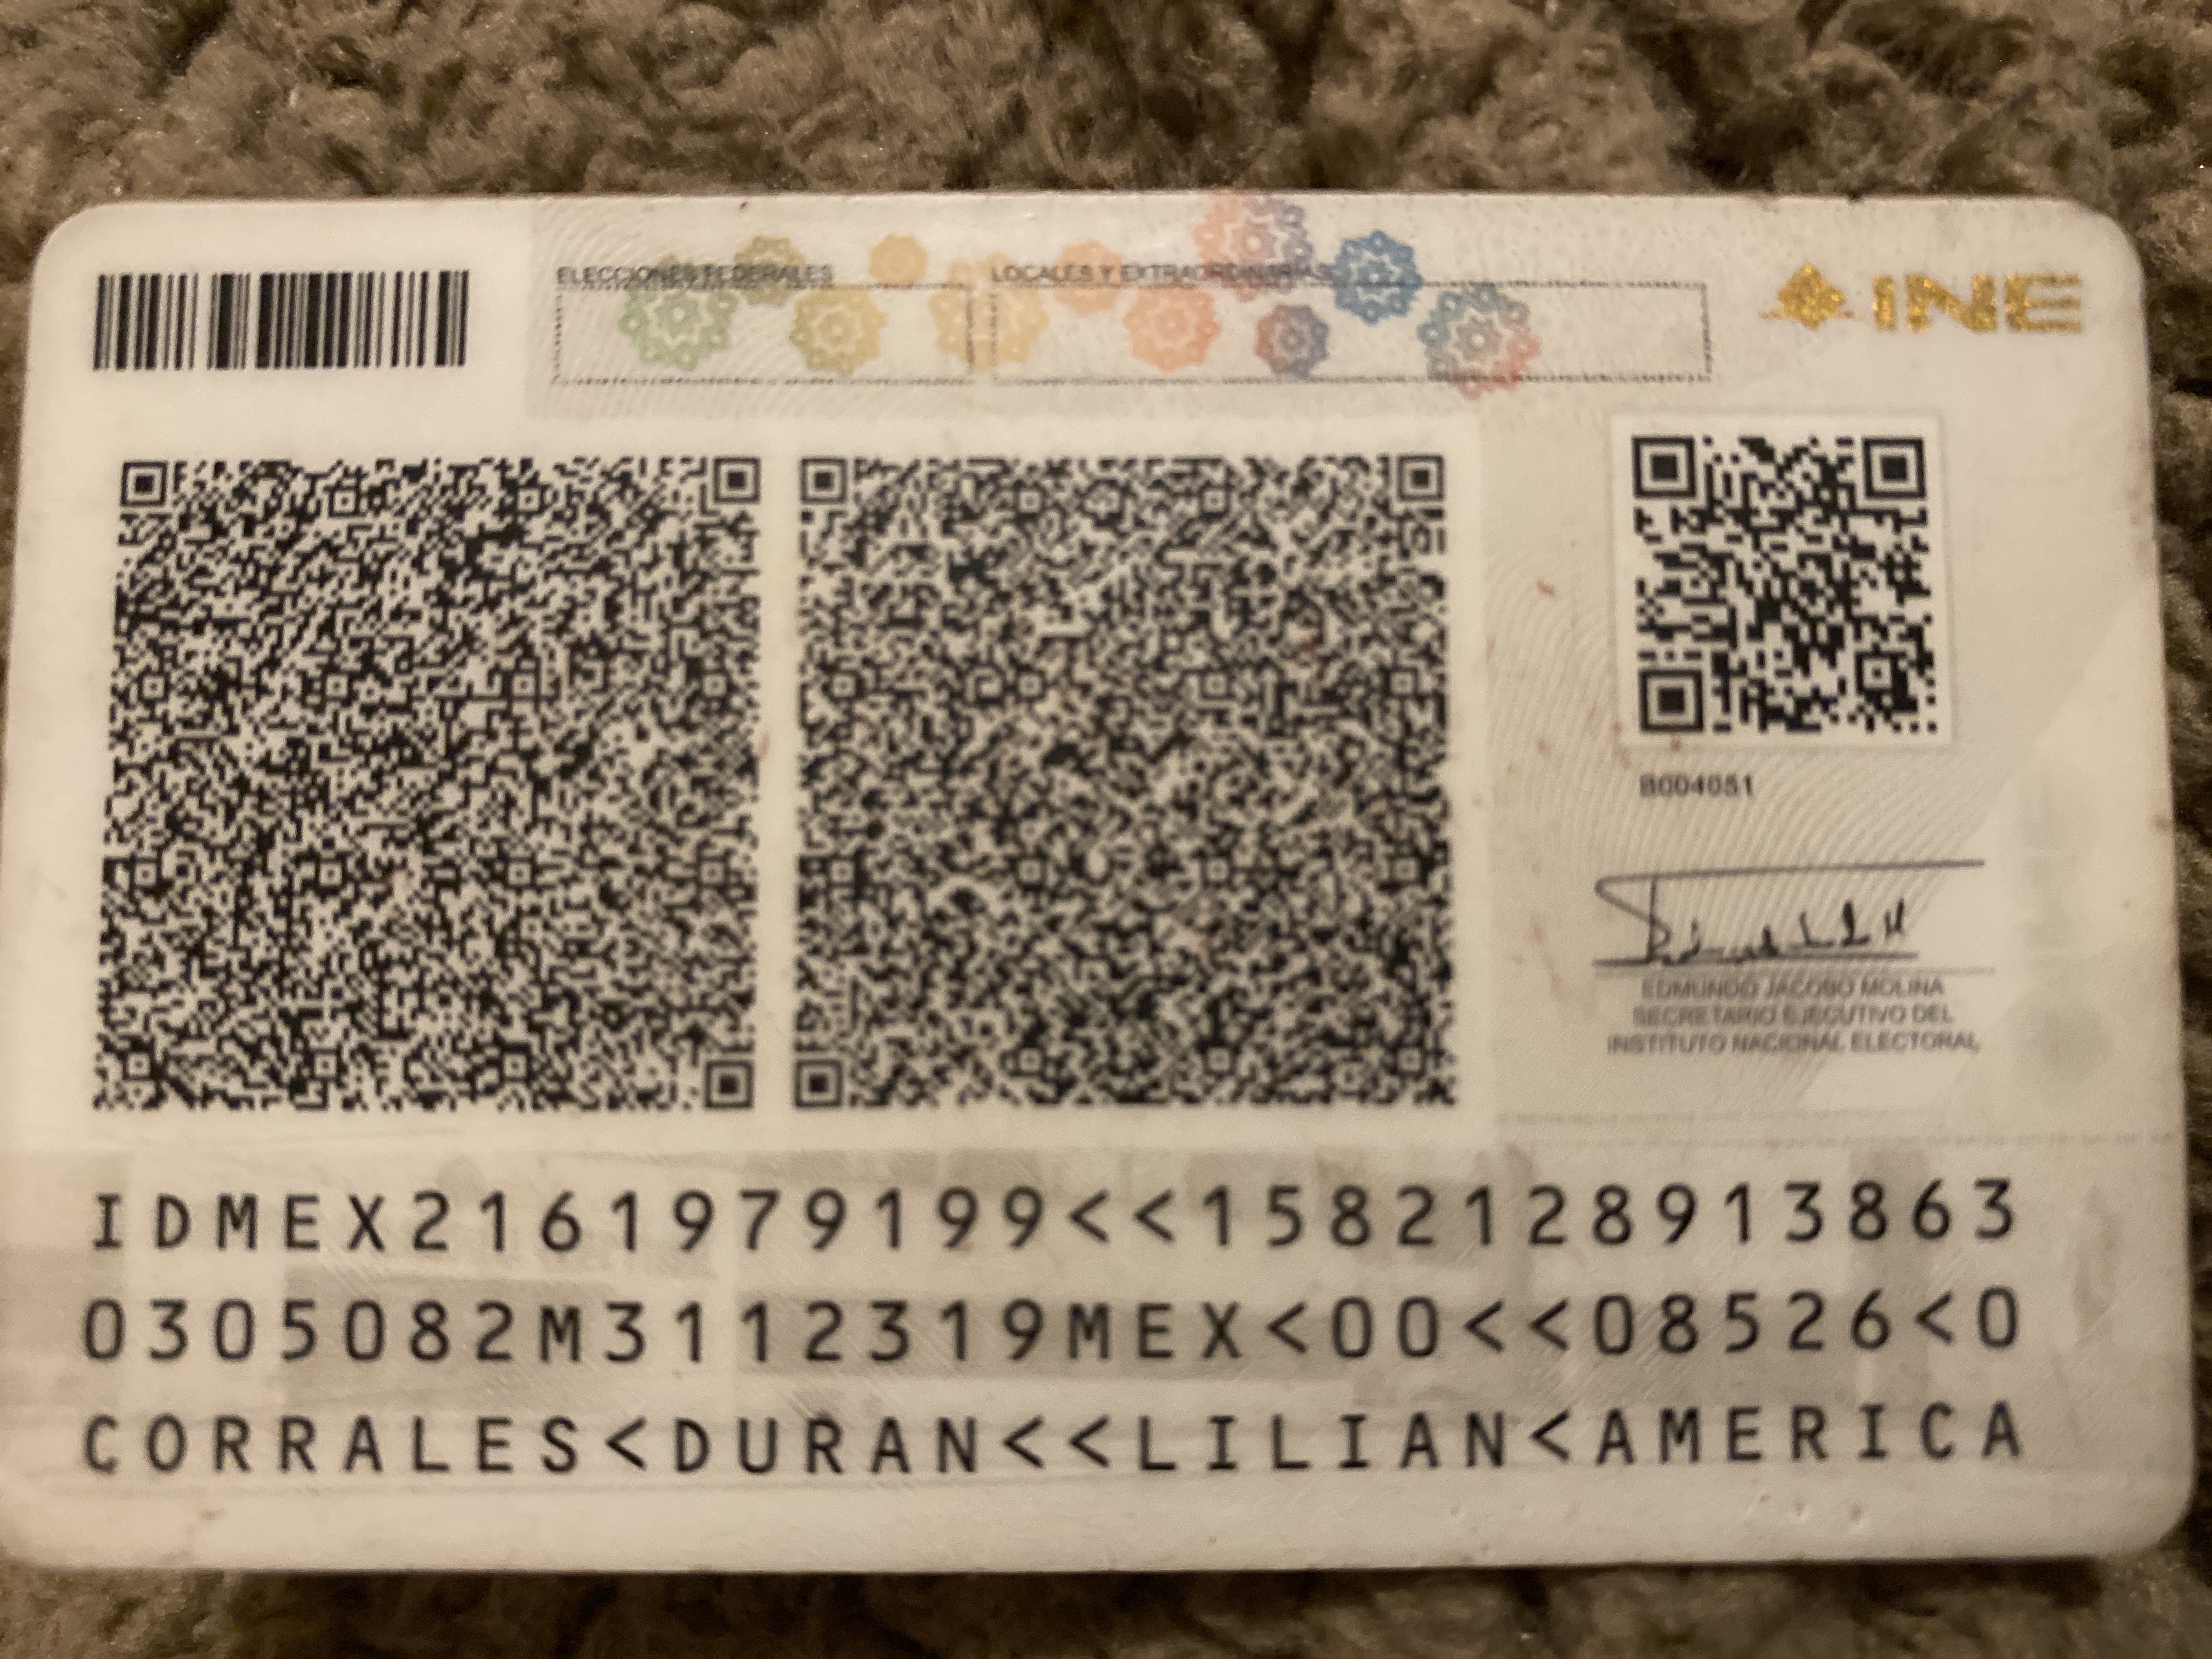 ELECCIONES FEDERALES LOCALES Y EXTRAORDINARIAS
INE
B004051
EDMUNDO JACOBO MOLINA
SECRETARIO EJECUTIVO DEL
INSTITUTO NACIONAL ELECTORAL
IDMEX2161979199<<1582128913863
0305082M3112319MEX<00<<08526<0
CORRALES<DURAN<<LILIAN<AMERICA